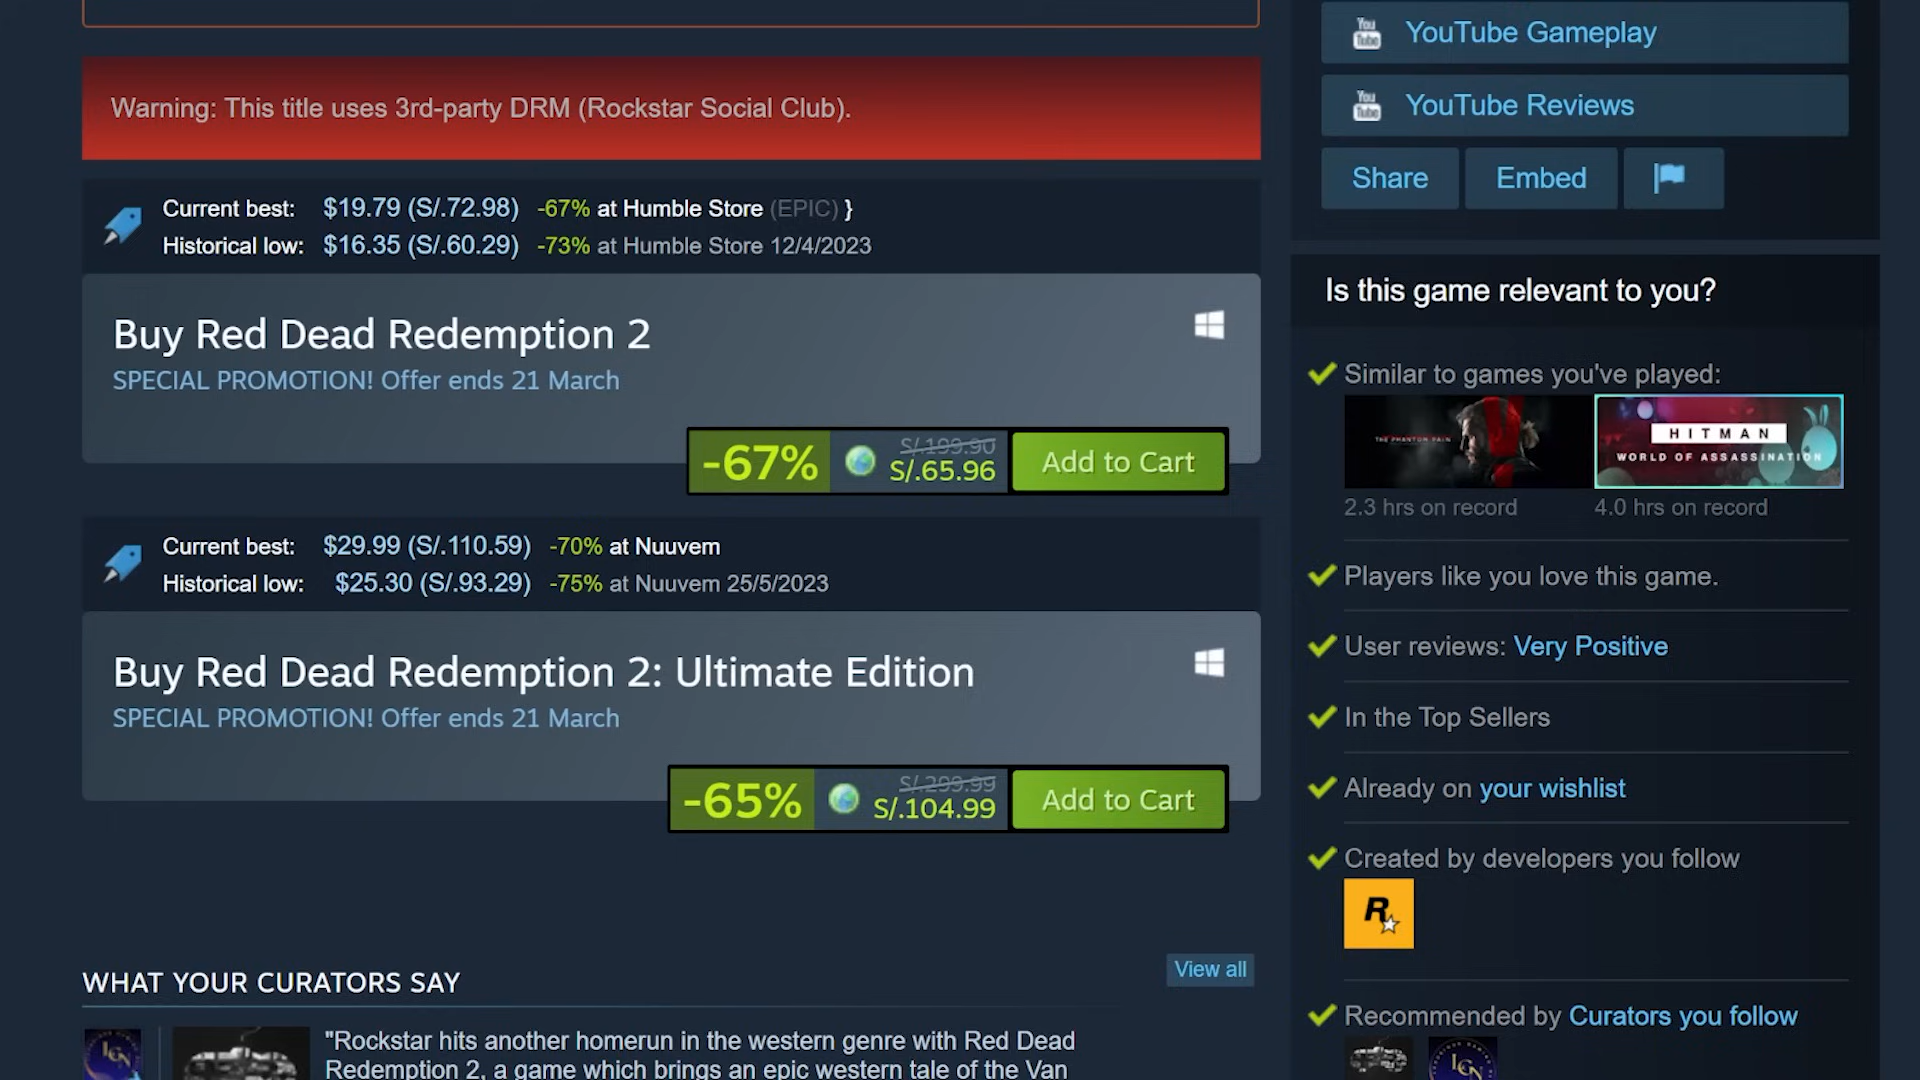 Warning: This title uses 3rd-party DRM (Rockstar Social Club).
Current best: $19.79 (S/.72.98) -67% at Humble Store (EPIC) }
Historical low: $16.35 (S/.60.29) -73% at Humble Store 12/4/2023
Buy Red Dead Redemption 2
SPECIAL PROMOTION! Offer ends 21 March
-67%
S/.199.90
S/.65.96
Add to Cart
Current best: $29.99 (S/.110.59) -70% at Nuuvem
Historical low: $25.30 (S/.93.29) -75% at Nuuvem 25/5/2023
Buy Red Dead Redemption 2: Ultimate Edition
SPECIAL PROMOTION! Offer ends 21 March
-65%
S/.299.99
S/.104.99
Add to Cart
WHAT YOUR CURATORS SAY
View all
LGN
"Rockstar hits another homerun in the western genre with Red Dead
Redemption 2, a game which brings an epic western tale of the Van
You Tube
YouTube Gameplay
You Tube
YouTube Reviews
Share
Embed
Is this game relevant to you?
Similar to games you've played:
THE PHANTOM PAIN
HITMAN
WORLD OF ASSASSINATION
2.3 hrs on record
4.0 hrs on record
Players like you love this game.
User reviews: Very Positive
In the Top Sellers
Already on your wishlist
Created by developers you follow
R
Recommended by Curators you follow
LGN